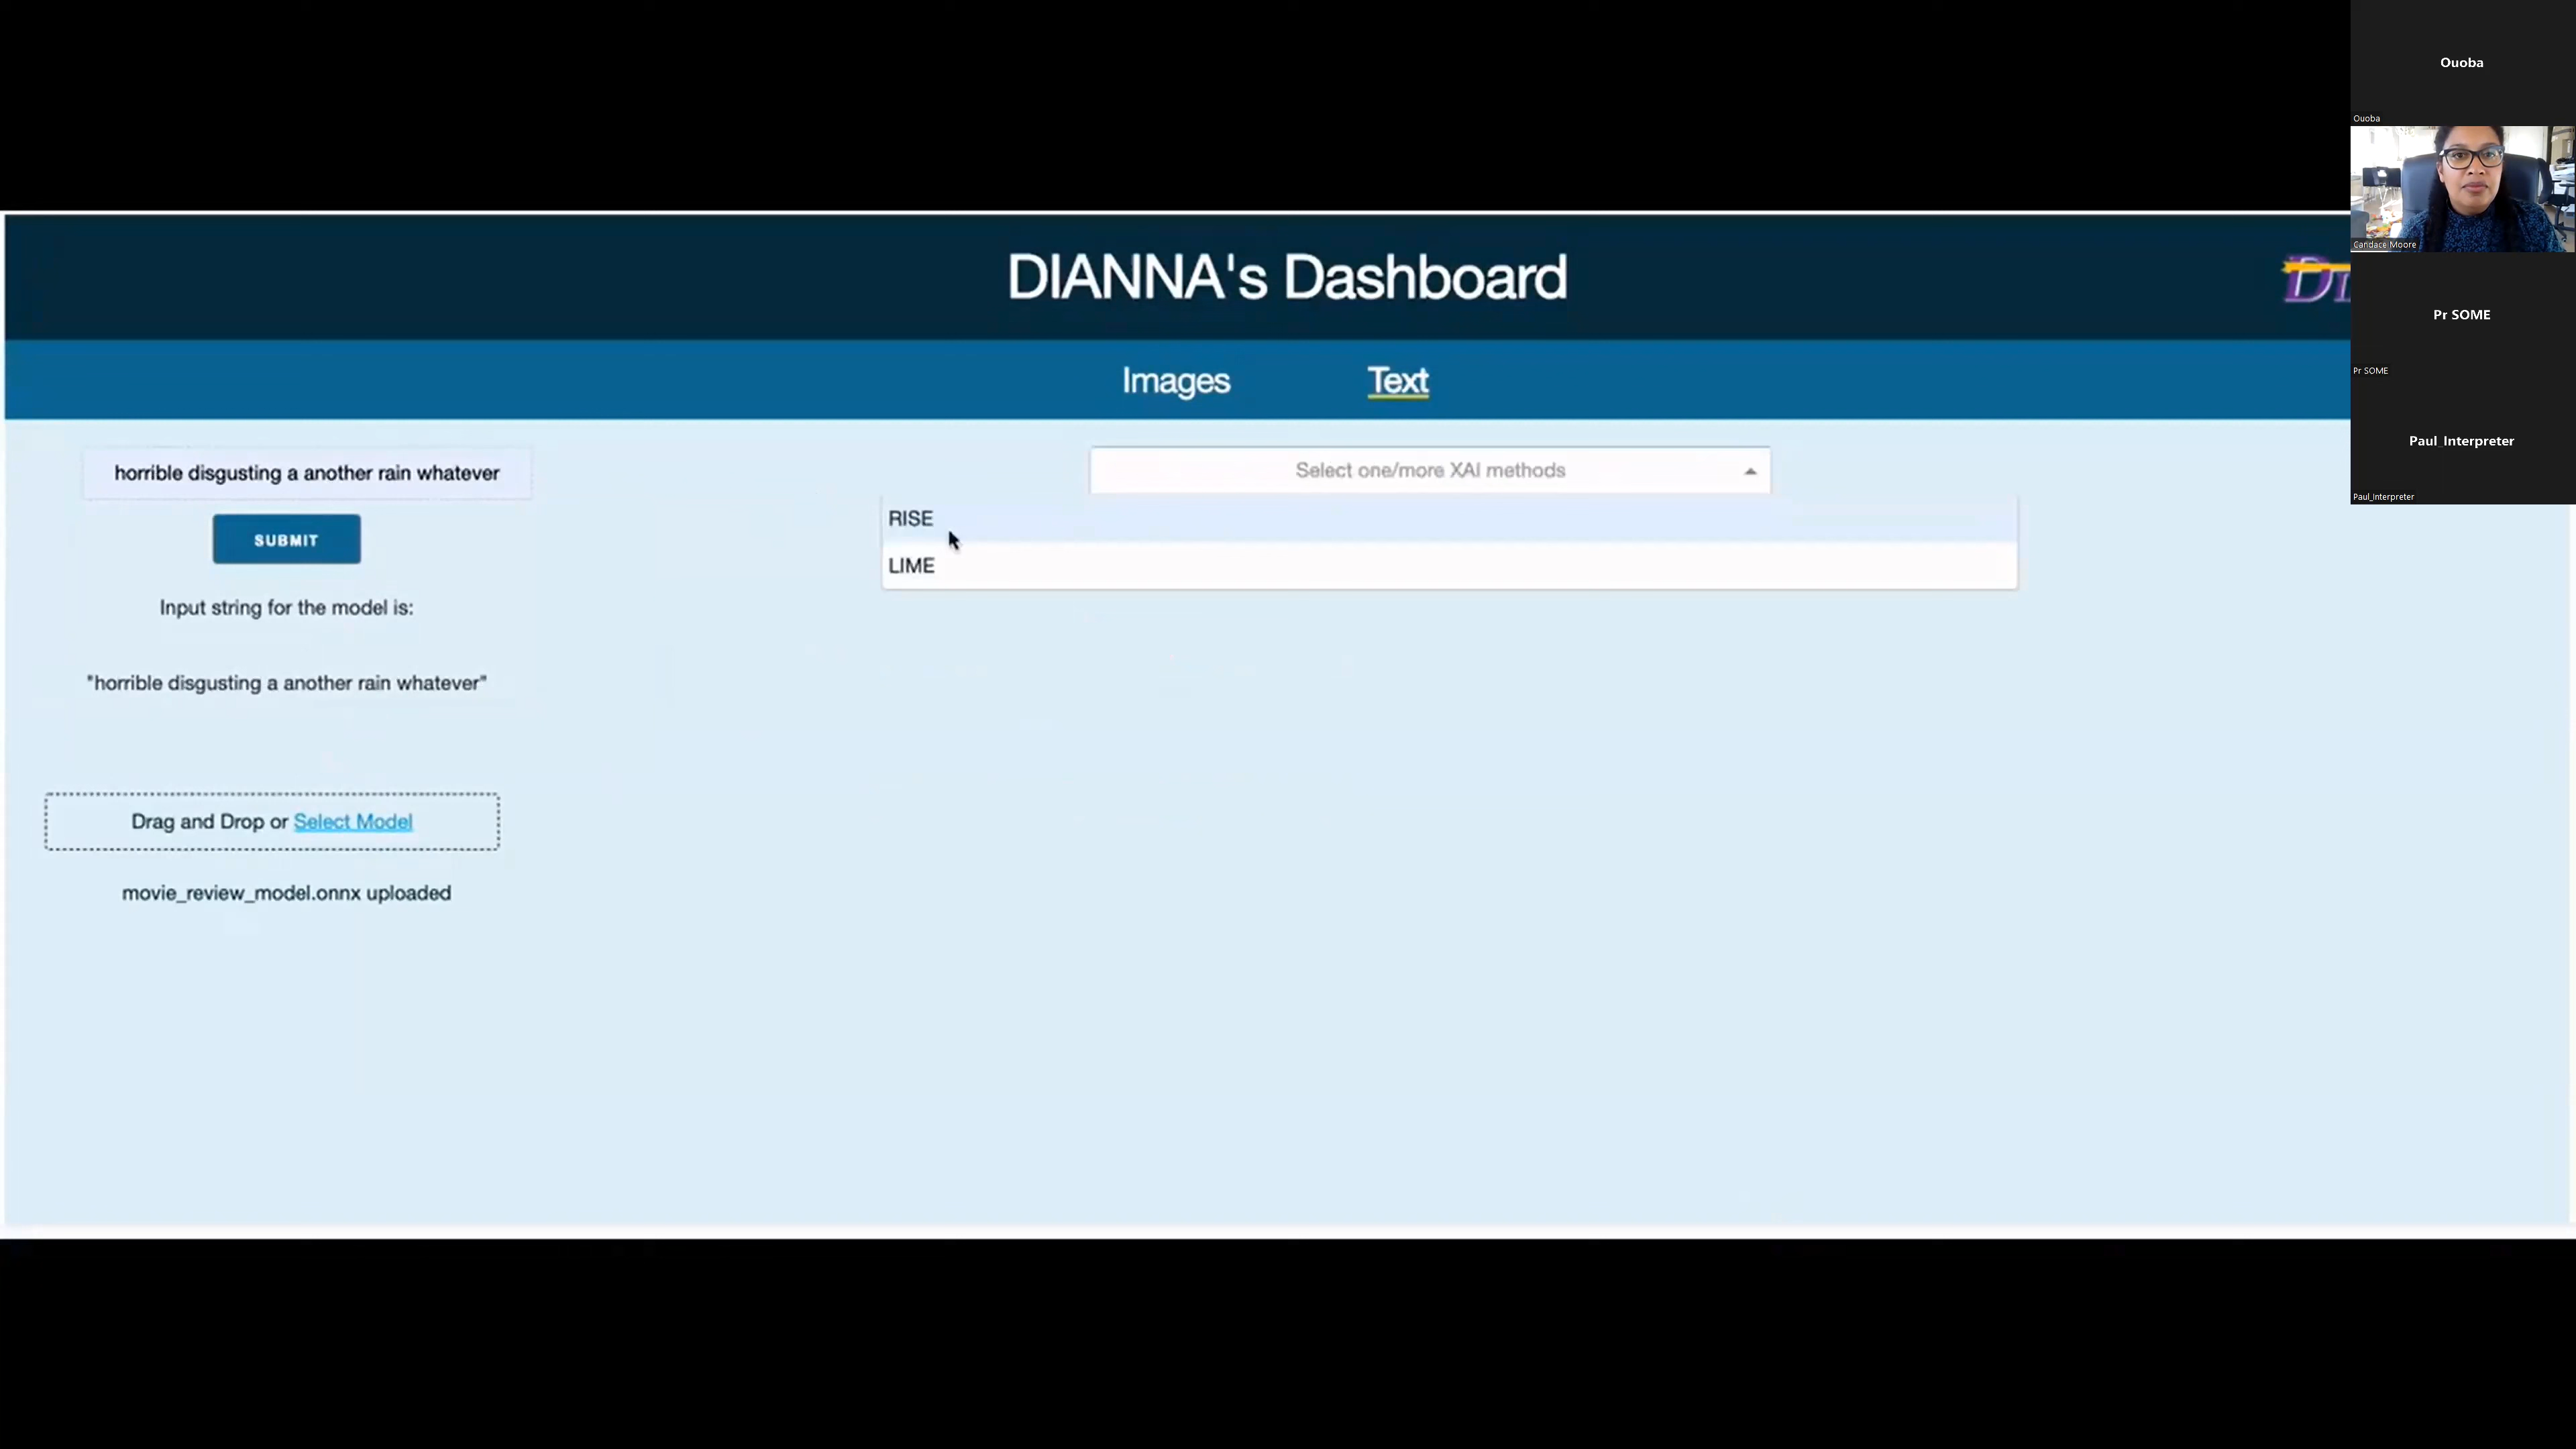 Ouoba
Ouoba
Candace Moore
Pr SOME
Pr SOME
Paul_Interpreter
Paul_Interpreter
DIANNA's Dashboard
Images
Text
horrible disgusting a another rain whatever
SUBMIT
Input string for the model is:
"horrible disgusting a another rain whatever"
Drag and Drop or Select Model
movie_review_model.onnx uploaded
Select one/more XAI methods
RISE
LIME